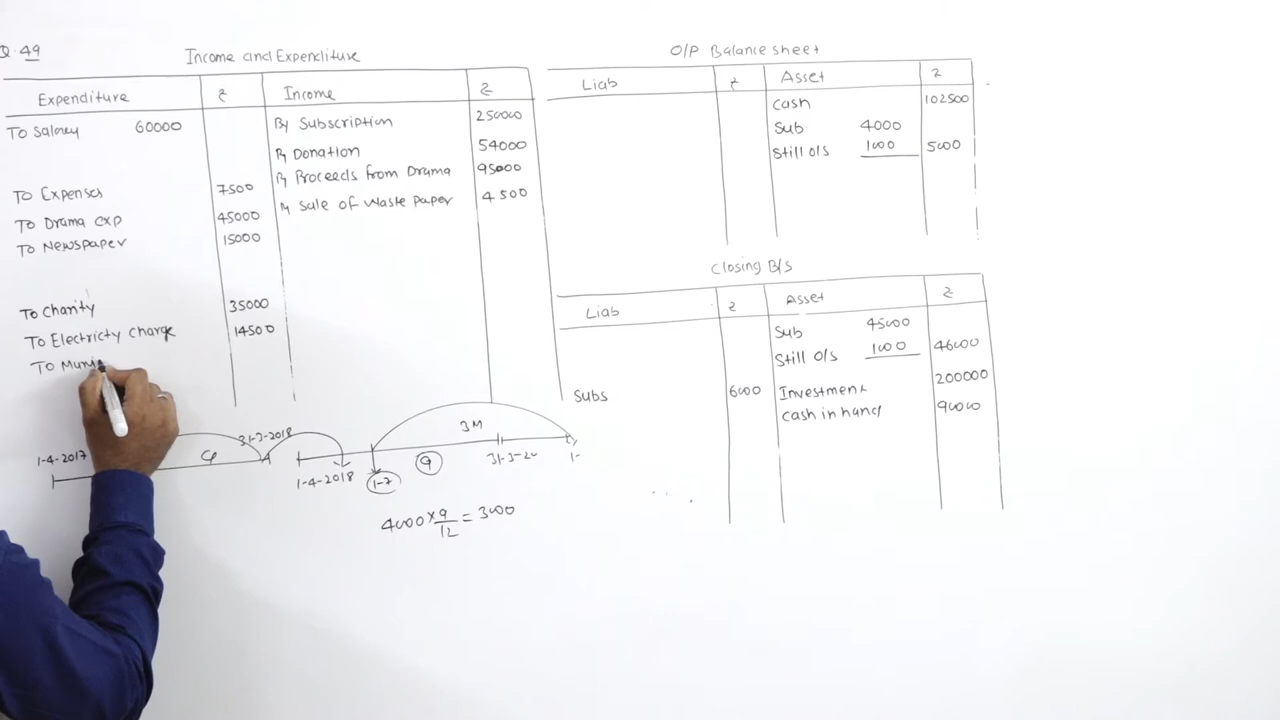 Q.49
Income and Expenditure
Expenditure ₹ Income ₹
To Salary 60000 By Subscription 250000
By Donation 54000
To Expenses 7500 By Proceeds from Drama 95000
To Drama exp 45000 By Sale of Waste Paper 4500
To Newspaper 15000
To Charity 35000
To Electricty charge 14500
To Muni
O/P Balance sheet
Liab ₹ Asset ₹
cash 102500
Sub 4000
Still o/s 1000 5000
Closing B/S
Liab ₹ Asset ₹
Sub 45000
Still o/s 1000 46000
Subs 6000 Investment 200000
cash in hand 90000
1-4-2017 31-3-2018
1-4-2018 1-7 9 3M 31-3-20 1-
4000 × 9/12 = 3000